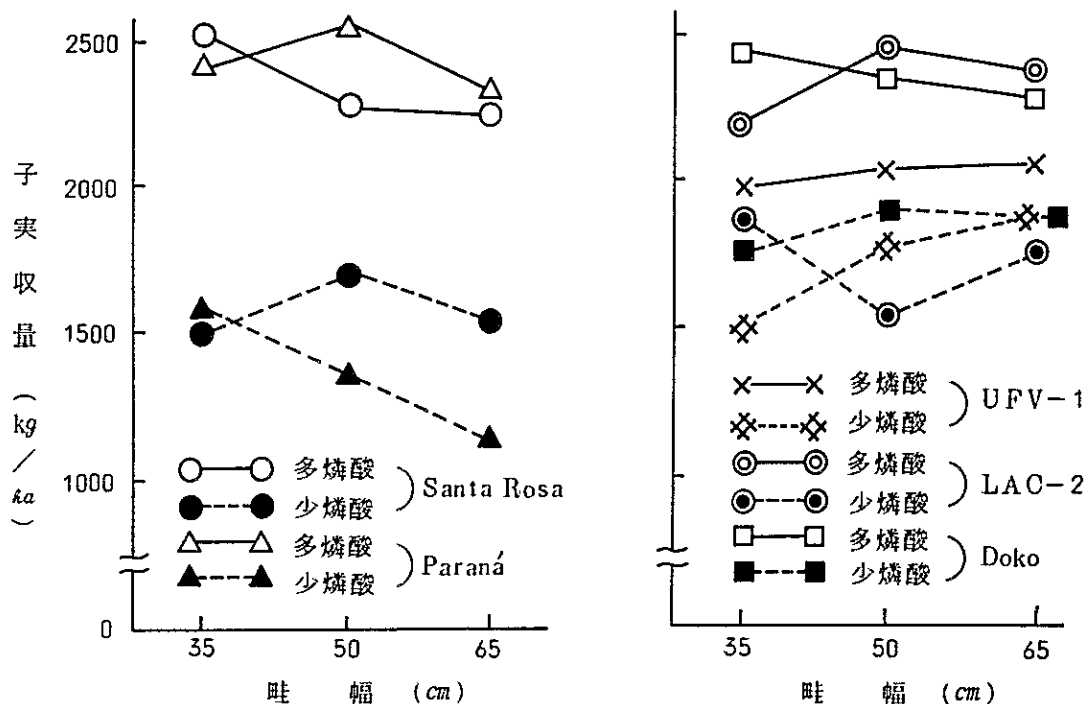 子実収量(kg/ha)
2500
2000
1500
1000
0
35 50 65
畦幅(cm)
多燐酸
少燐酸
Santa Rosa
多燐酸
少燐酸
Paraná
多燐酸
少燐酸
UFV-1
多燐酸
少燐酸
LAC-2
多燐酸
少燐酸
Doko
35 50 65
畦幅(cm)